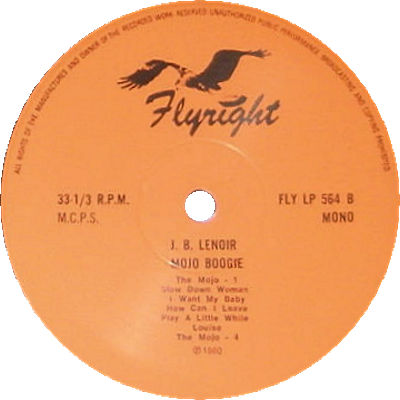 ALL RIGHTS OF THE MANUFACTURER AND OWNER OF THE RECORDED WORK RESERVED UNAUTHORIZED PUBLIC PERFORMANCE BROADCASTING AND COPYING PROHIBITED
Flyright
33-1/3 R.P.M.
M.C.P.S.
FLY LP 564 B
MONO
J. B. LENOIR
MOJO BOOGIE
The Mojo - 1
Slow Down Woman
I Want My Baby
How Can I Leave
Play A Little While
Louise
The Mojo - 4
℗ 1980